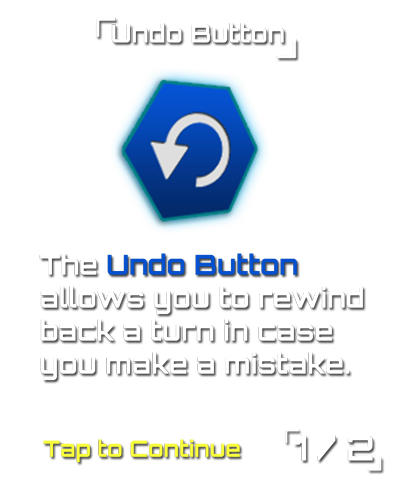 Undo Button
The Undo Button
allows you to rewind
back a turn in case
you make a mistake.
Tap to Continue
1/2